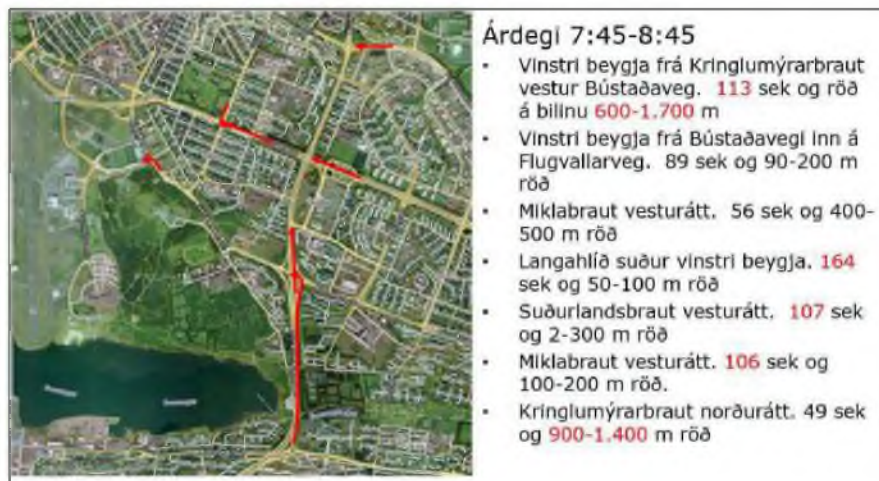 Árdegi 7:45-8:45
• Vinstri beygja frá Kringlumýrarbraut
vestur Bústaðaveg. 113 sek og röð
á bilinu 600-1.700 m
• Vinstri beygja frá Bústaðavegi inn á
Flugvallarveg. 89 sek og 90-200 m
röð
• Miklabraut vesturátt. 56 sek og 400-
500 m röð
• Langahlíð suður vinstri beygja. 164
sek og 50-100 m röð
• Suðurlandsbraut vesturátt. 107 sek
og 2-300 m röð
• Miklabraut vesturátt. 106 sek og
100-200 m röð.
• Kringlumýrarbraut norðurátt. 49 sek
og 900-1.400 m röð